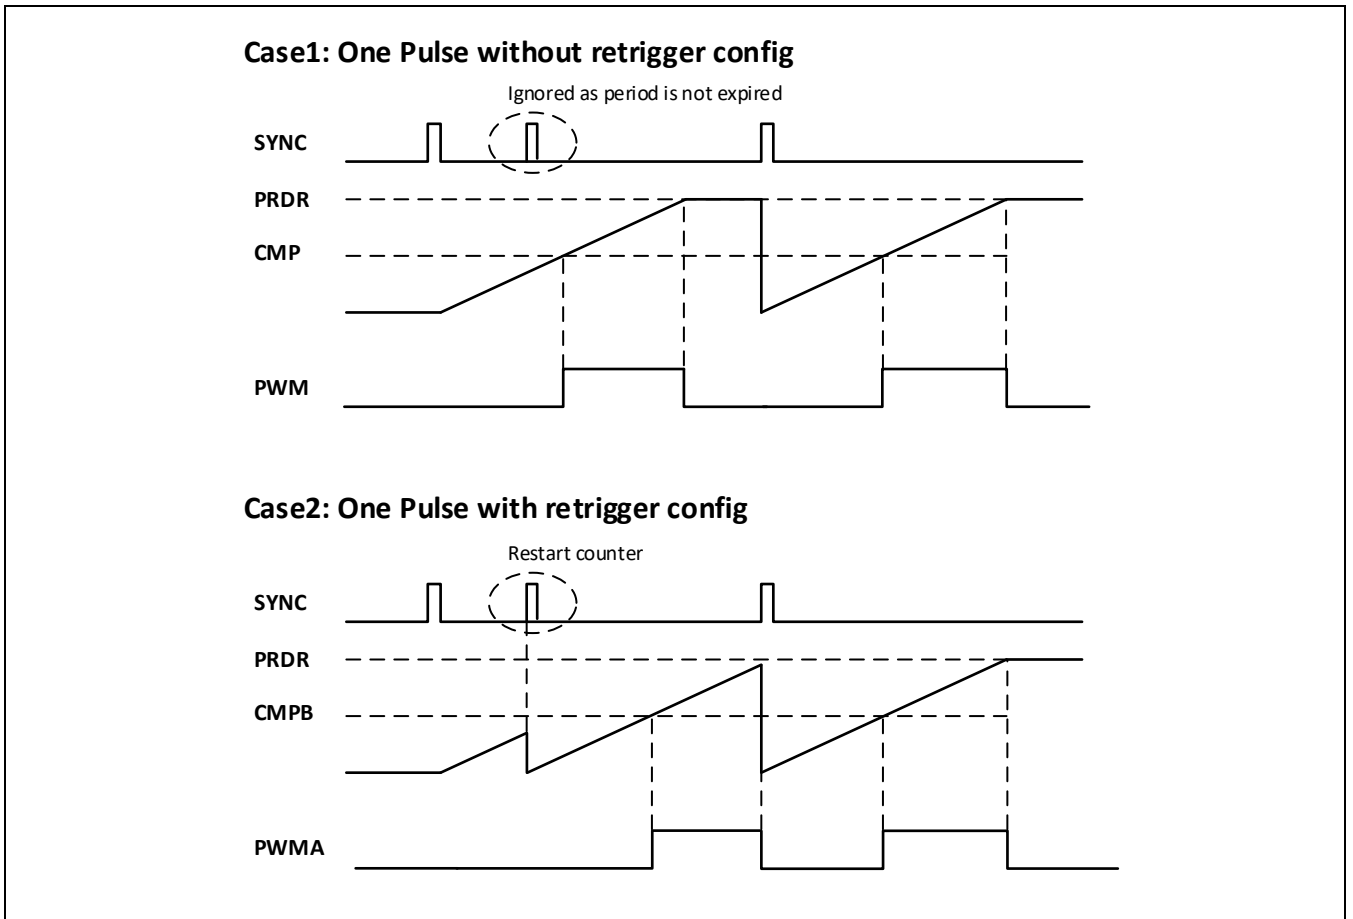 Case1: One Pulse without retrigger config
Ignored as period is not expired
SYNC
PRDR
CMP
PWM
Case2: One Pulse with retrigger config
Restart counter
SYNC
PRDR
CMPB
PWMA